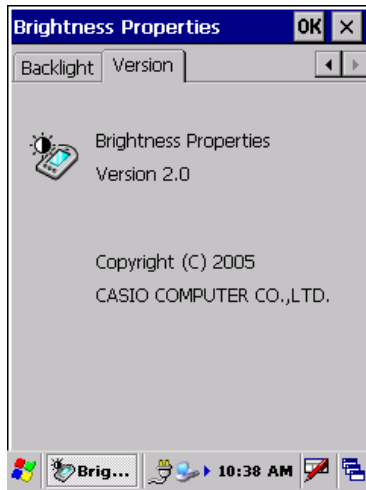 Brightness Properties OK
Backlight Version
Brightness Properties
Version 2.0
Copyright (C) 2005
CASIO COMPUTER CO.,LTD.
Brig... 10:38 AM